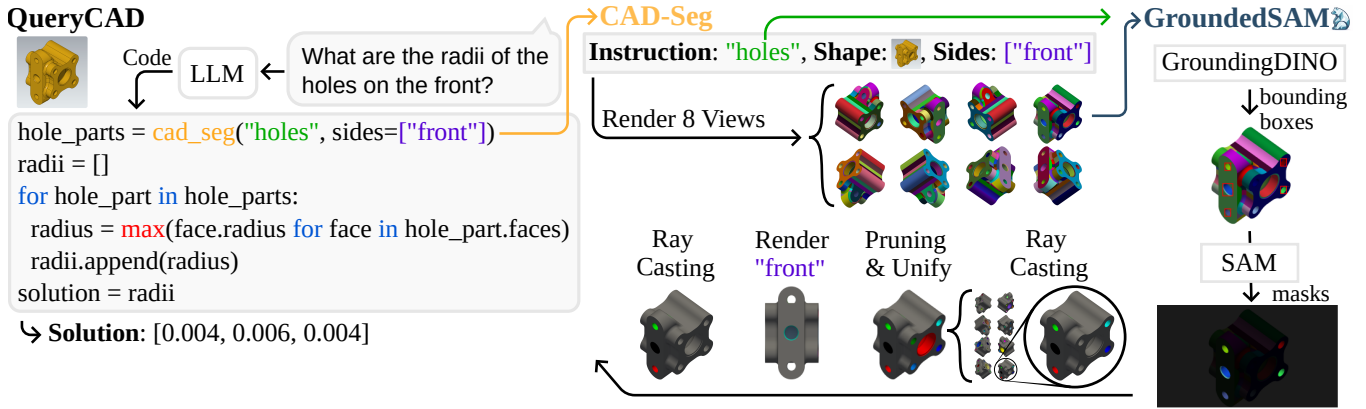 QueryCAD
Code
LLM
What are the radii of the
holes on the front?
hole_parts = cad_seg("holes", sides=["front"])
radii = []
for hole_part in hole_parts:
radius = max(face.radius for face in hole_part.faces)
radii.append(radius)
solution = radii
Solution: [0.004, 0.006, 0.004]
CAD-Seg
Instruction: "holes", Shape: , Sides: ["front"]
Render 8 Views
Ray
Casting
Render
"front"
Pruning
& Unify
Ray
Casting
GroundedSAM
GroundingDINO
bounding
boxes
SAM
masks